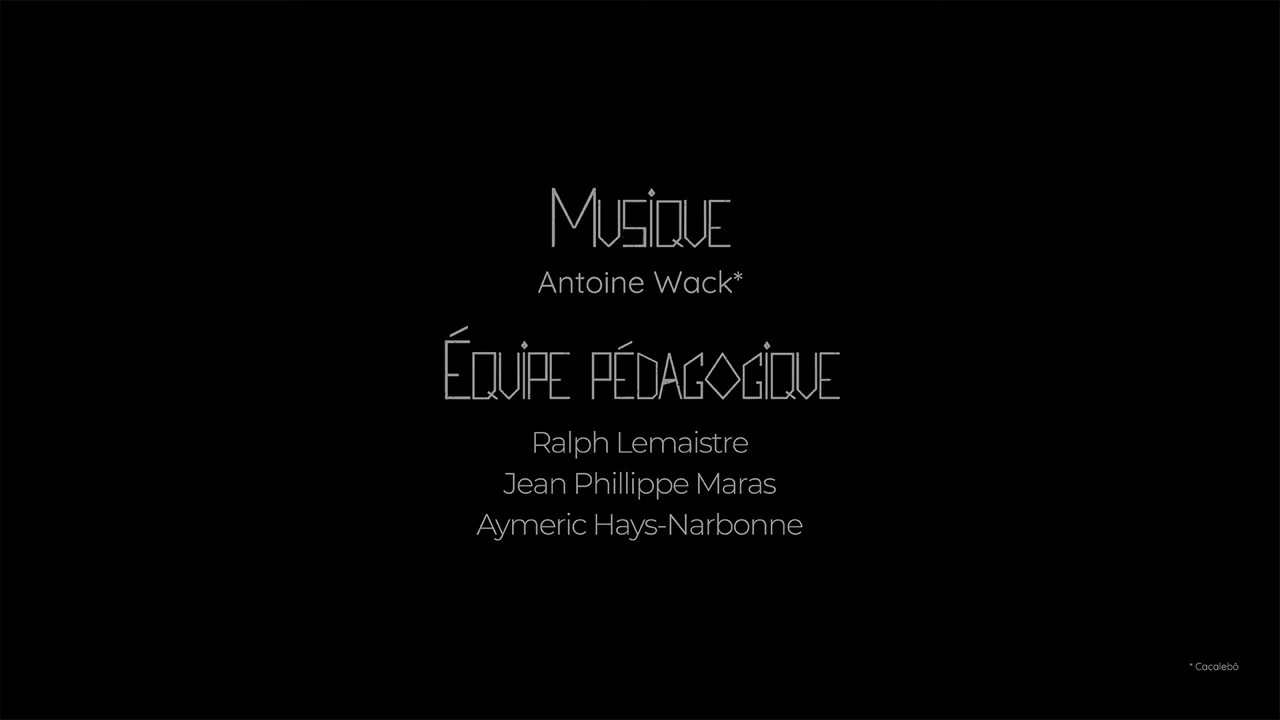 Musique
Antoine Wack*
Équipe pédagogique
Ralph Lemaistre
Jean Phillippe Maras
Aymeric Hays-Narbonne
* Cacalebô